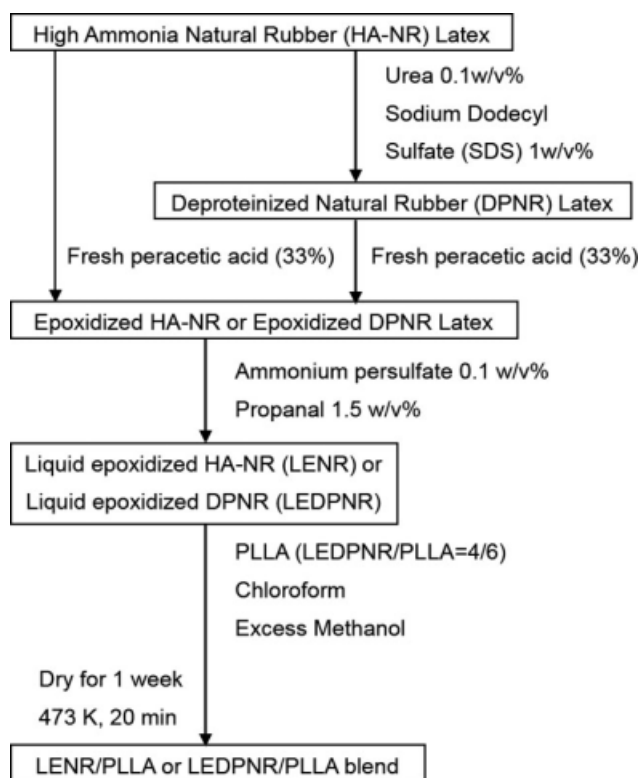 High Ammonia Natural Rubber (HA-NR) Latex
Urea 0.1w/v%
Sodium Dodecyl
Sulfate (SDS) 1w/v%
Deproteinized Natural Rubber (DPNR) Latex
Fresh peracetic acid (33%)
Fresh peracetic acid (33%)
Epoxidized HA-NR or Epoxidized DPNR Latex
Ammonium persulfate 0.1 w/v%
Propanal 1.5 w/v%
Liquid epoxidized HA-NR (LENR) or
Liquid epoxidized DPNR (LEDPNR)
PLLA (LEDPNR/PLLA=4/6)
Chloroform
Excess Methanol
Dry for 1 week
473 K, 20 min
LENR/PLLA or LEDPNR/PLLA blend